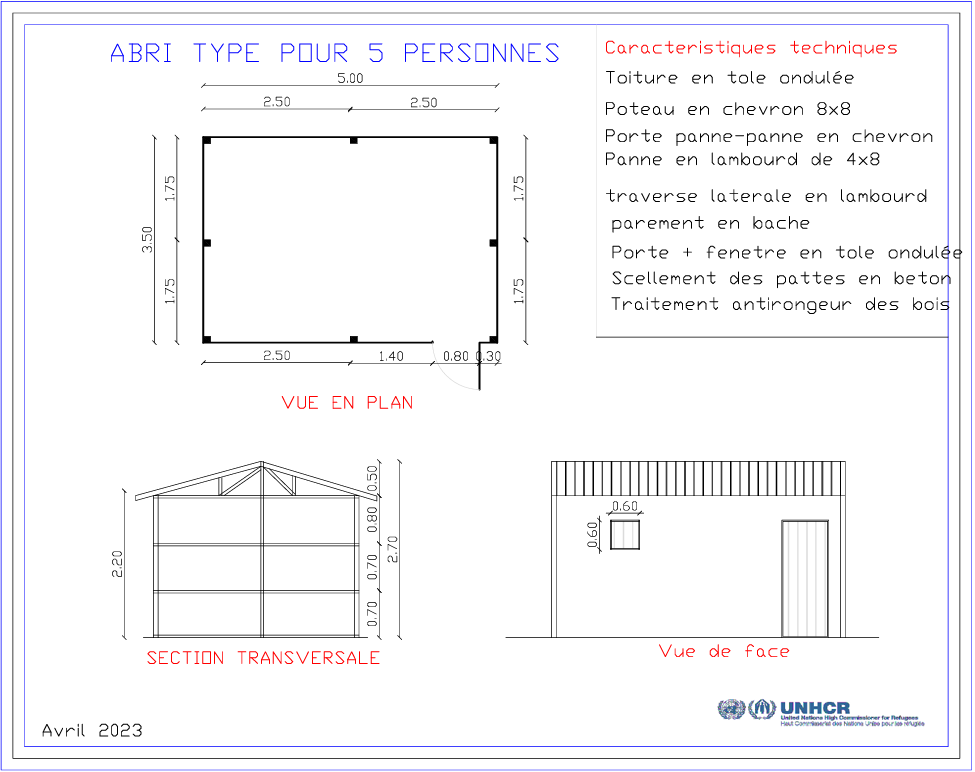 ABRI TYPE POUR 5 PERSONNES
5.00
2.50 2.50
1.75
1.75
3.50
1.75
1.75
2.50 1.40 0.80 0.30
VUE EN PLAN
Caracteristiques techniques
Toiture en tole ondulée
Poteau en chevron 8x8
Porte panne-panne en chevron
Panne en lambourd de 4x8
traverse laterale en lambourd
parement en bache
Porte + fenetre en tole ondulée
Scellement des pattes en beton
Traitement antirongeur des bois
2.20
0.50
0.80
0.70
0.70
2.70
SECTION TRANSVERSALE
0.60
0.60
Vue de face
Avril 2023
UNHCR
United Nations High Commissioner for Refugees
Haut Commissariat des Nations Unies pour les réfugiés